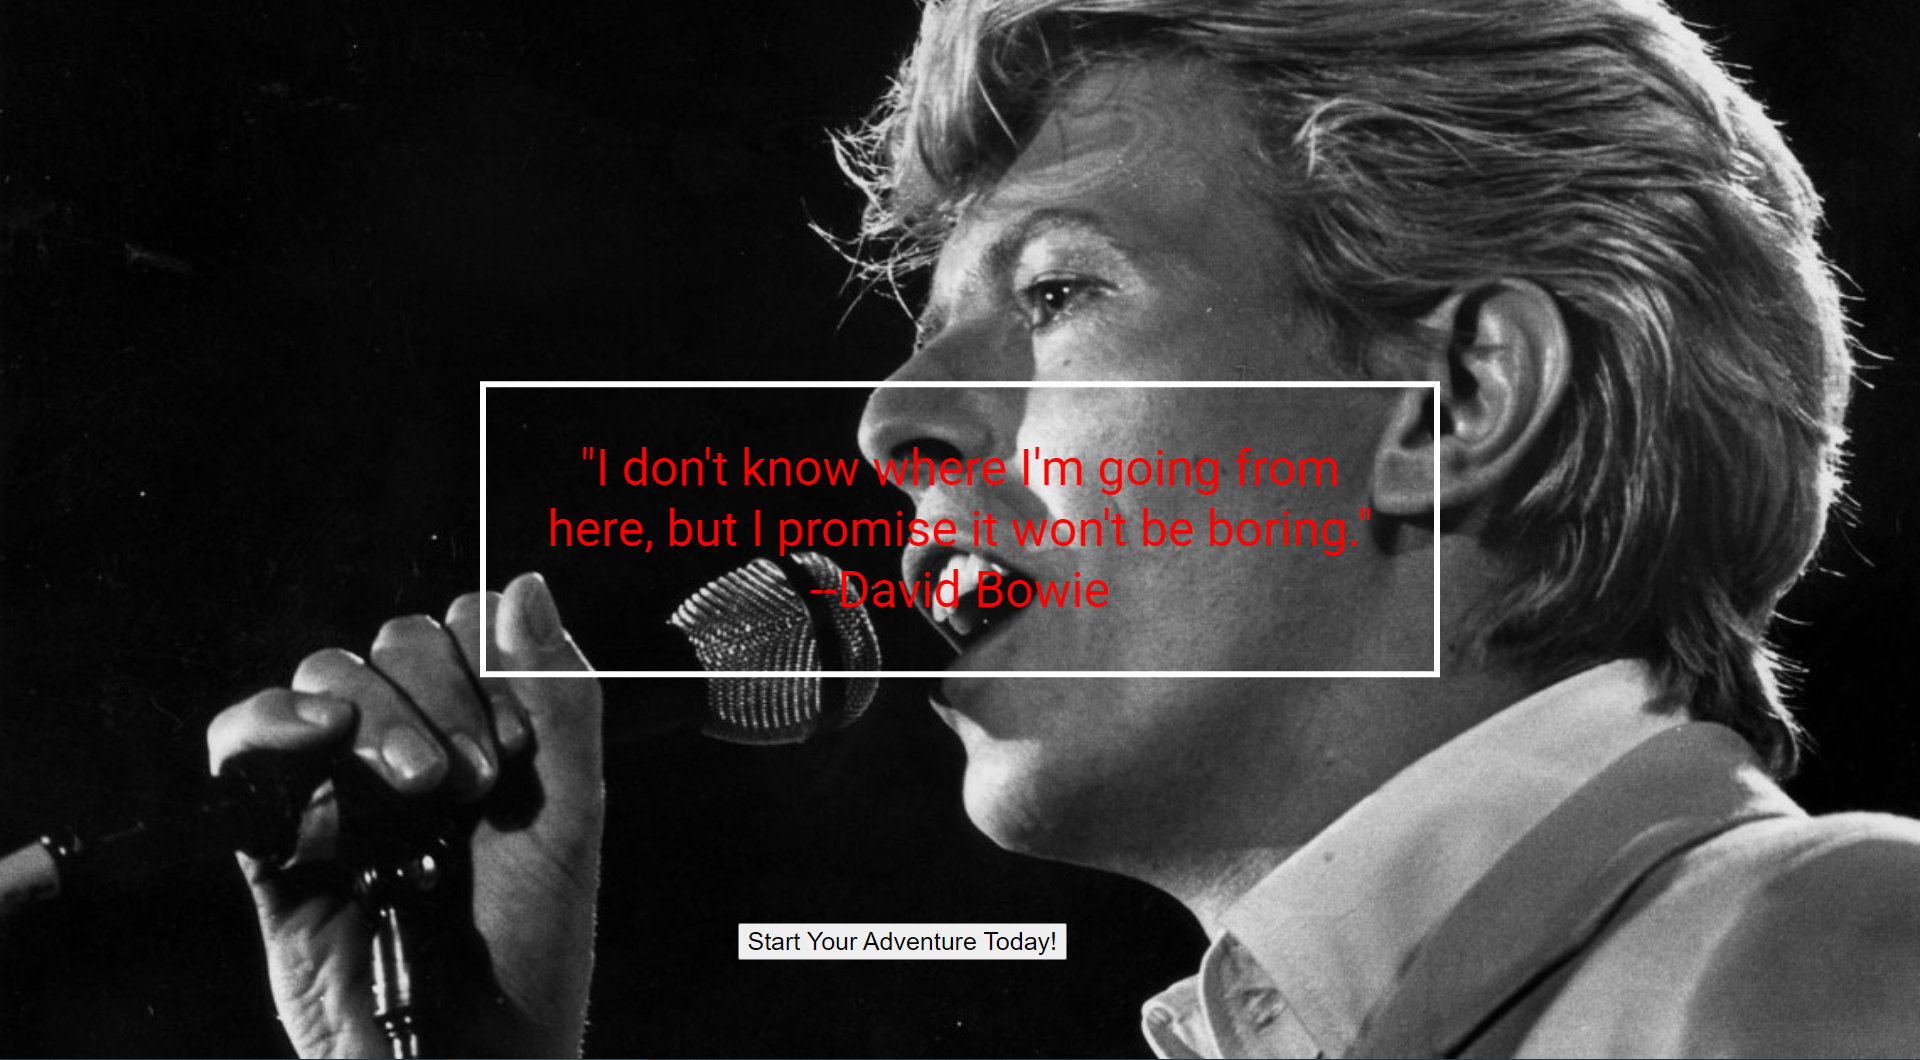 "I don't know where I'm going from
here, but I promise it won't be boring."
--David Bowie
Start Your Adventure Today!